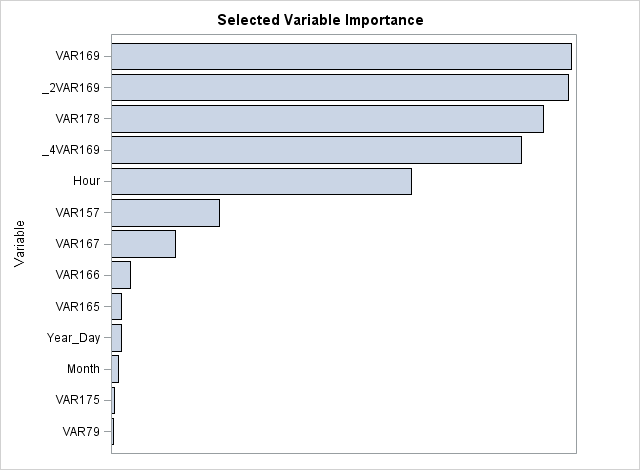 Selected Variable Importance
VAR169
_2VAR169
VAR178
_4VAR169
Hour
VAR157
VAR167
VAR166
VAR165
Year_Day
Month
VAR175
VAR79
Variable